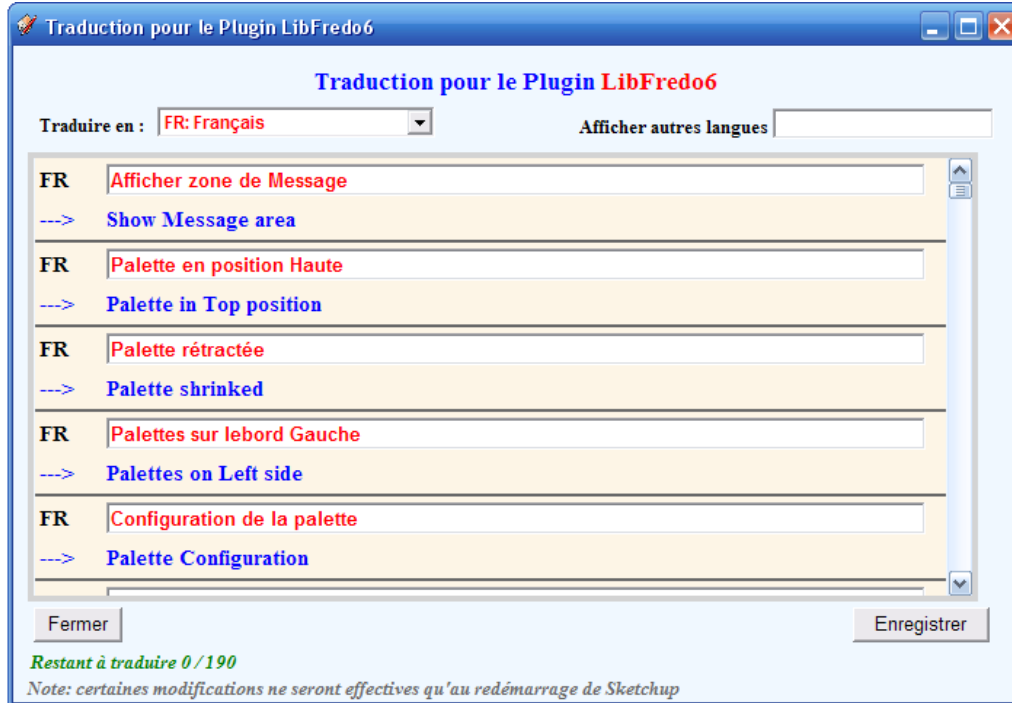 Traduction pour le Plugin LibFredo6
Traduction pour le Plugin LibFredo6
Traduire en : FR: Français Afficher autres langues
FR Afficher zone de Message
---> Show Message area
FR Palette en position Haute
---> Palette in Top position
FR Palette rétractée
---> Palette shrinked
FR Palettes sur lebord Gauche
---> Palettes on Left side
FR Configuration de la palette
---> Palette Configuration
Fermer Enregistrer
Restant à traduire 0 / 190
Note: certaines modifications ne seront effectives qu'au redémarrage de Sketchup